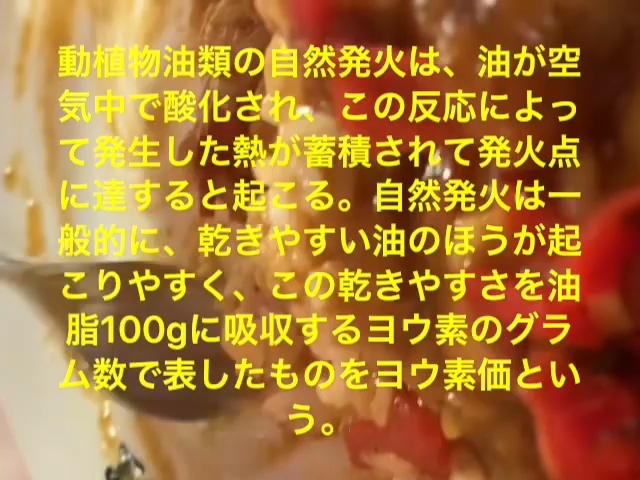 動植物油類の自然発火は、油が空
気中で酸化され、この反応によっ
て発生した熱が蓄積されて発火点
に達すると起こる。自然発火は一
般的に、乾ぎやすい油のほうが起
こりやすく、この乾きやすさを油
脂100gに吸収するヨウ素のグラ
ム数で表したものをヨウ素価とい
う。